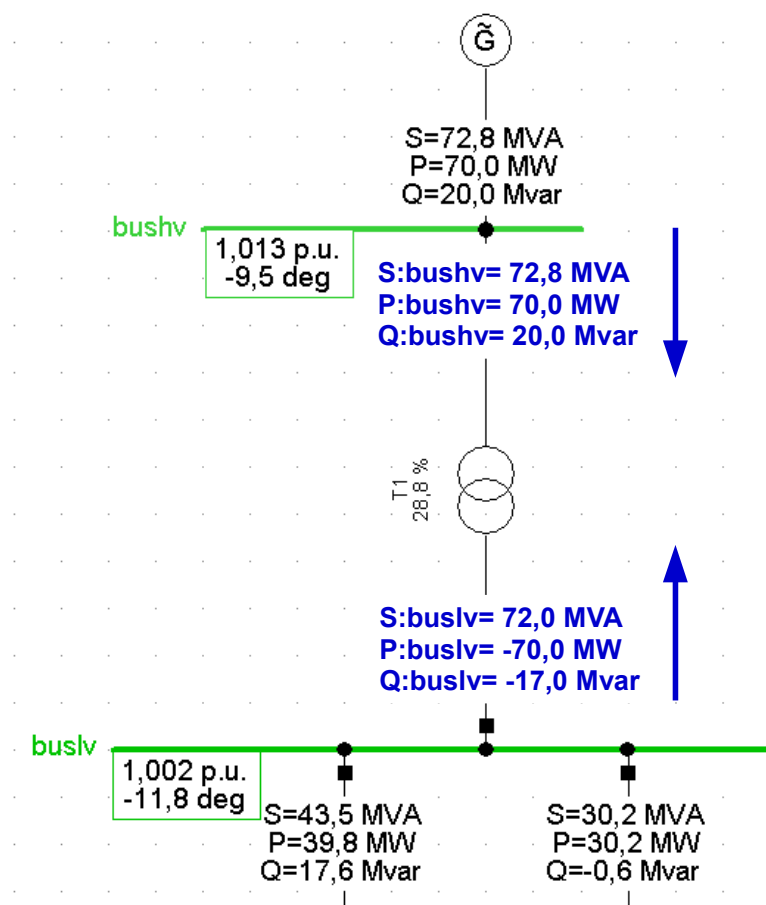 G̃
S=72,8 MVA
P=70,0 MW
Q=20,0 Mvar
bushv
1,013 p.u.
-9,5 deg
S:bushv= 72,8 MVA
P:bushv= 70,0 MW
Q:bushv= 20,0 Mvar
T1
28,8 %
S:buslv= 72,0 MVA
P:buslv= -70,0 MW
Q:buslv= -17,0 Mvar
buslv
1,002 p.u.
-11,8 deg
S=43,5 MVA
P=39,8 MW
Q=17,6 Mvar
S=30,2 MVA
P=30,2 MW
Q=-0,6 Mvar